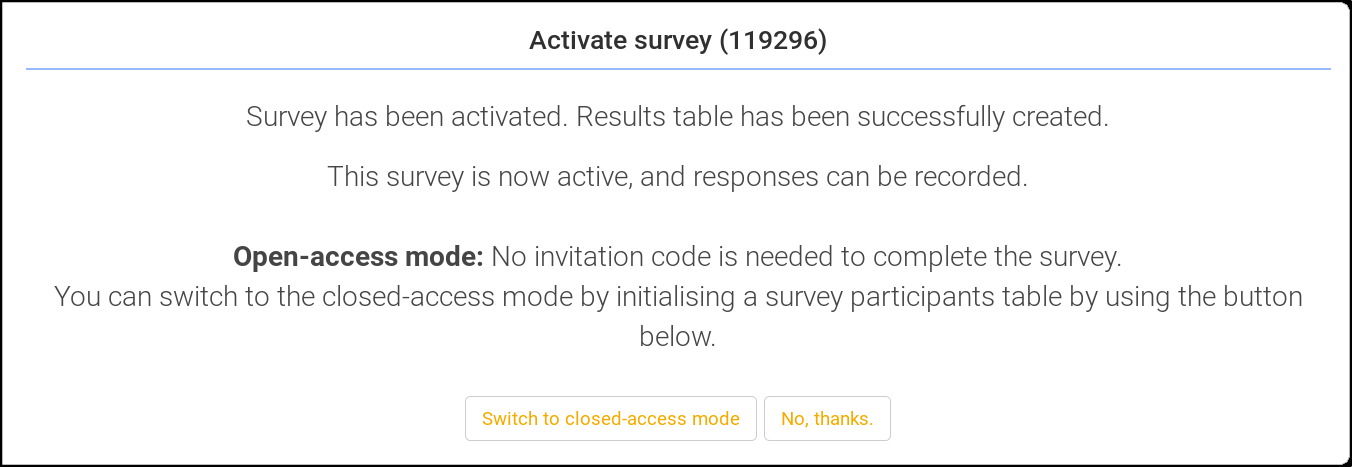 Activate survey (119296)
Survey has been activated. Results table has been successfully created.
This survey is now active, and responses can be recorded.
Open-access mode: No invitation code is needed to complete the survey.
You can switch to the closed-access mode by initialising a survey participants table by using the button
below.
Switch to closed-access mode No, thanks.